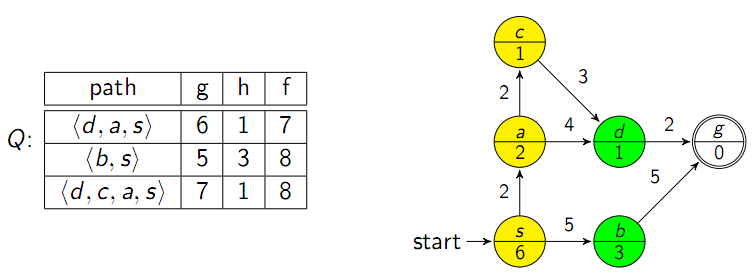 Q:
path g h f
⟨d, a, s⟩ 6 1 7
⟨b, s⟩ 5 3 8
⟨d, c, a, s⟩ 7 1 8
c
1
2
3
a
2
4
d
1
2
g
0
2
5
start
s
6
5
b
3